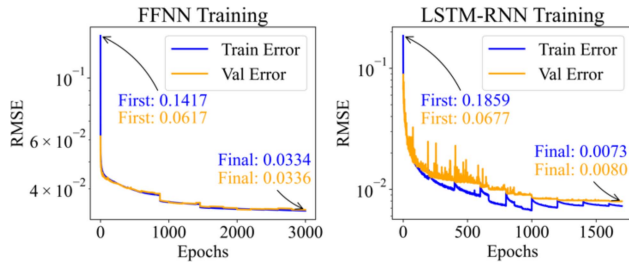 FFNN Training
RMSE
10⁻¹
6 × 10⁻²
4 × 10⁻²
Train Error
Val Error
First: 0.1417
First: 0.0617
Final: 0.0334
Final: 0.0336
0
1000
2000
3000
Epochs
LSTM-RNN Training
RMSE
10⁻¹
10⁻²
Train Error
Val Error
First: 0.1859
First: 0.0677
Final: 0.0073
Final: 0.0080
0
500
1000
1500
Epochs